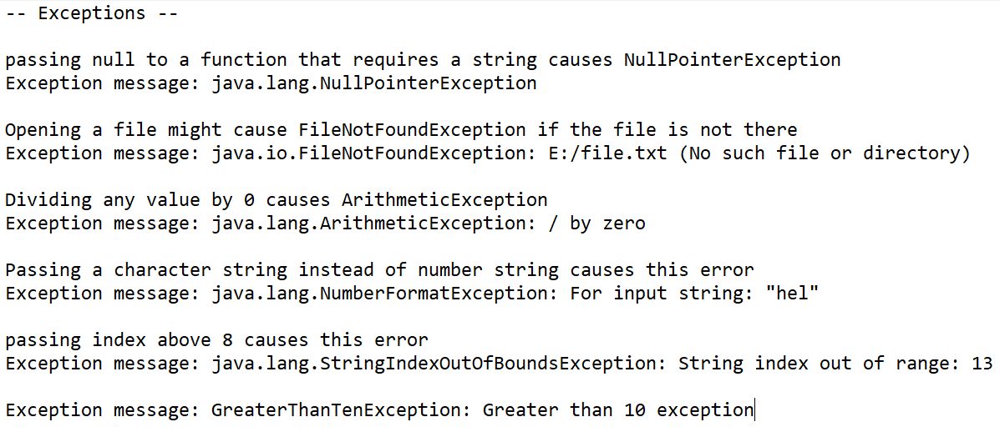 -- Exceptions --
passing null to a function that requires a string causes NullPointerException
Exception message: java.lang.NullPointerException
Opening a file might cause FileNotFoundException if the file is not there
Exception message: java.io.FileNotFoundException: E:/file.txt (No such file or directory)
Dividing any value by 0 causes ArithmeticException
Exception message: java.lang.ArithmeticException: / by zero
Passing a character string instead of number string causes this error
Exception message: java.lang.NumberFormatException: For input string: "hel"
passing index above 8 causes this error
Exception message: java.lang.StringIndexOutOfBoundsException: String index out of range: 13
Exception message: GreaterThanTenException: Greater than 10 exception